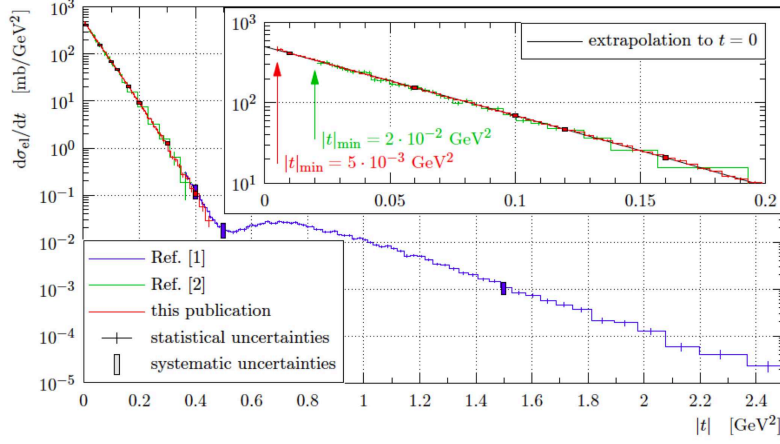 dσ_el/dt [mb/GeV²]
10³
10²
10
1
10⁻¹
10⁻²
10⁻³
10⁻⁴
10⁻⁵
10³
10²
10¹
extrapolation to t = 0
|t|_min = 2 · 10⁻² GeV²
|t|_min = 5 · 10⁻³ GeV²
0 0.05 0.1 0.15 0.2
Ref. [1]
Ref. [2]
this publication
statistical uncertainties
systematic uncertainties
0 0.2 0.4 0.6 0.8 1 1.2 1.4 1.6 1.8 2 2.2 2.4
|t| [GeV²]